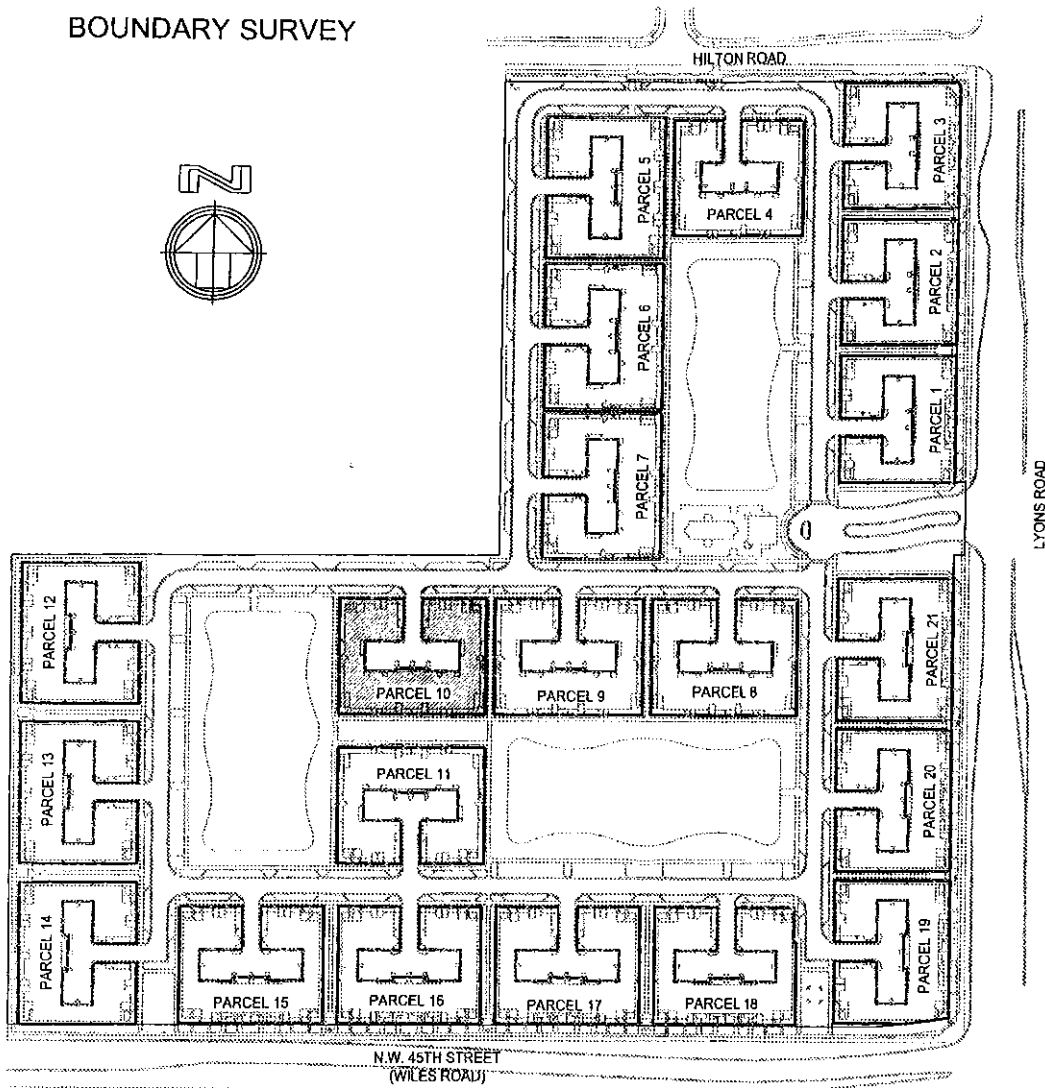 BOUNDARY SURVEY
HILTON ROAD
N
PARCEL 5
PARCEL 4
PARCEL 3
PARCEL 6
PARCEL 2
PARCEL 7
PARCEL 1
LYONS ROAD
PARCEL 12
PARCEL 10
PARCEL 9
PARCEL 8
PARCEL 21
PARCEL 13
PARCEL 11
PARCEL 20
PARCEL 14
PARCEL 15
PARCEL 16
PARCEL 17
PARCEL 18
PARCEL 19
N.W. 45TH STREET
(WILES ROAD)